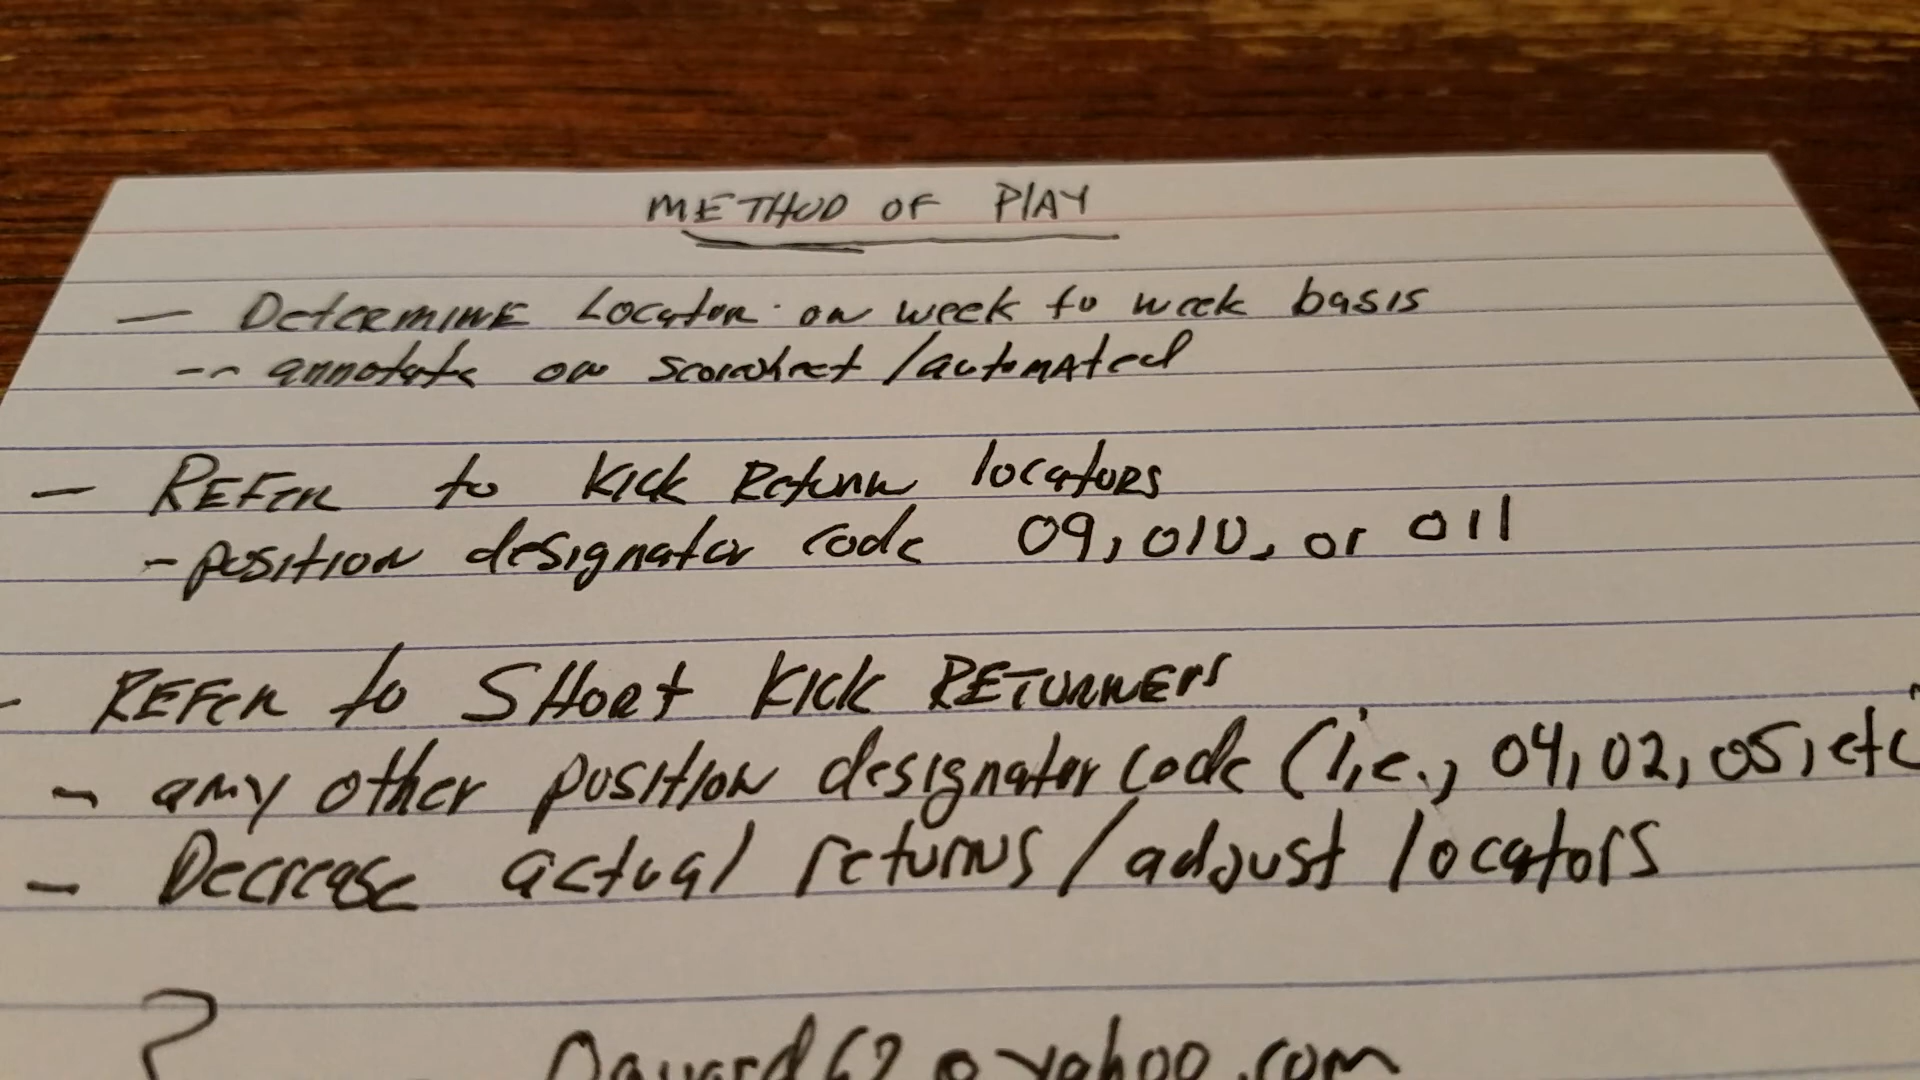 METHOD OF PLAY
— Determine Locator on week to week basis
-- annotate on scoresheet / automated
— REFER to Kick Return locators
- position designator code 09, 010, or 011
- REFER to SHORT KICK RETURNERS
- any other position designator code (i.e., 04, 02, 05, etc
- Decrease actual returns / adjust locators
?
@yahoo.com